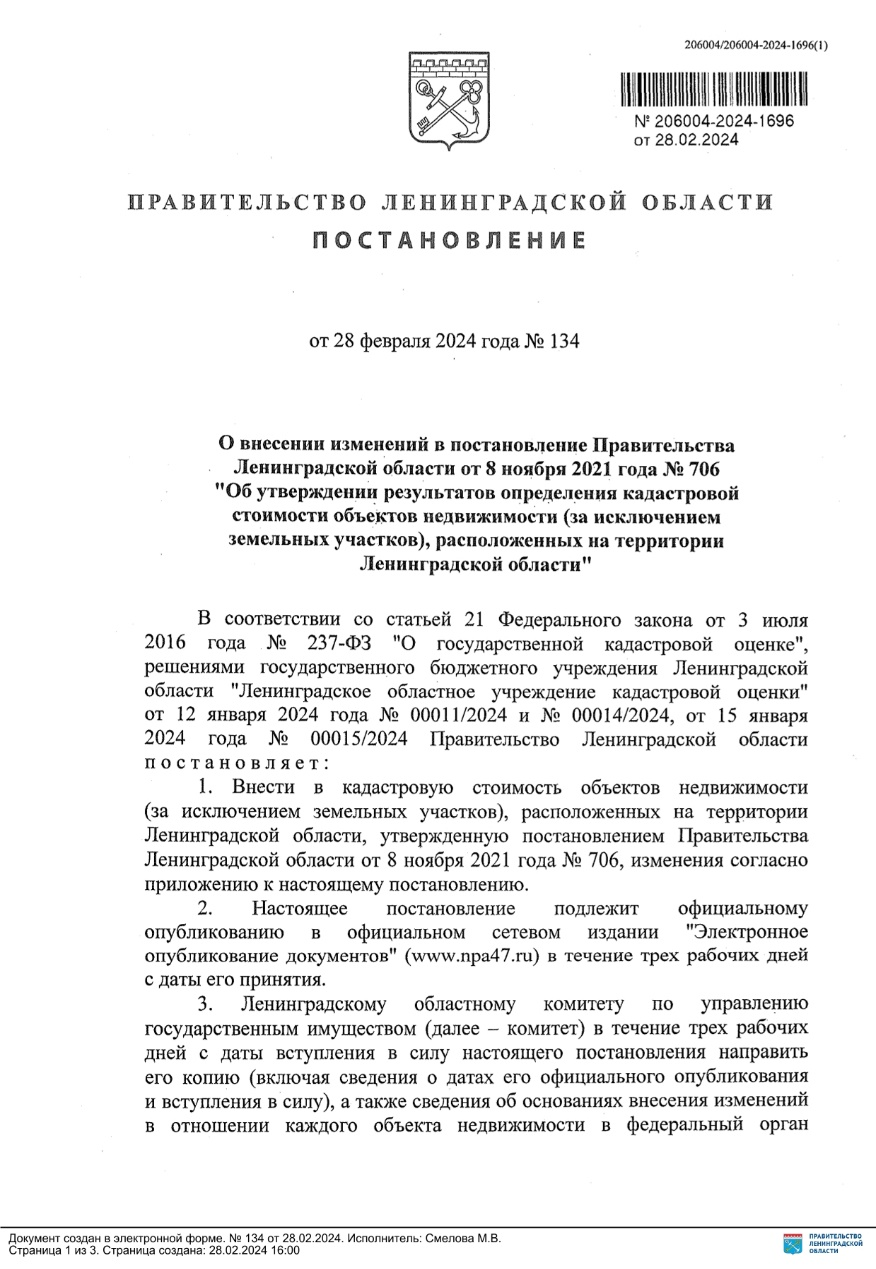 206004/206004-2024-1696(1)
№ 206004-2024-1696
от 28.02.2024
ПРАВИТЕЛЬСТВО ЛЕНИНГРАДСКОЙ ОБЛАСТИ
ПОСТАНОВЛЕНИЕ
от 28 февраля 2024 года № 134
О внесении изменений в постановление Правительства
Ленинградской области от 8 ноября 2021 года № 706
"Об утверждении результатов определения кадастровой
стоимости объектов недвижимости (за исключением
земельных участков), расположенных на территории
Ленинградской области"
В соответствии со статьей 21 Федерального закона от 3 июля
2016 года № 237-ФЗ "О государственной кадастровой оценке",
решениями государственного бюджетного учреждения Ленинградской
области "Ленинградское областное учреждение кадастровой оценки"
от 12 января 2024 года № 00011/2024 и № 00014/2024, от 15 января
2024 года № 00015/2024 Правительство Ленинградской области
постановляет:
1. Внести в кадастровую стоимость объектов недвижимости
(за исключением земельных участков), расположенных на территории
Ленинградской области, утвержденную постановлением Правительства
Ленинградской области от 8 ноября 2021 года № 706, изменения согласно
приложению к настоящему постановлению.
2. Настоящее постановление подлежит официальному
опубликованию в официальном сетевом издании "Электронное
опубликование документов" (www.npa47.ru) в течение трех рабочих дней
с даты его принятия.
3. Ленинградскому областному комитету по управлению
государственным имуществом (далее – комитет) в течение трех рабочих
дней с даты вступления в силу настоящего постановления направить
его копию (включая сведения о датах его официального опубликования
и вступления в силу), а также сведения об основаниях внесения изменений
в отношении каждого объекта недвижимости в федеральный орган
Документ создан в электронной форме. № 134 от 28.02.2024. Исполнитель: Смелова М.В.
Страница 1 из 3. Страница создана: 28.02.2024 16:00
ПРАВИТЕЛЬСТВО
ЛЕНИНГРАДСКОЙ
ОБЛАСТИ